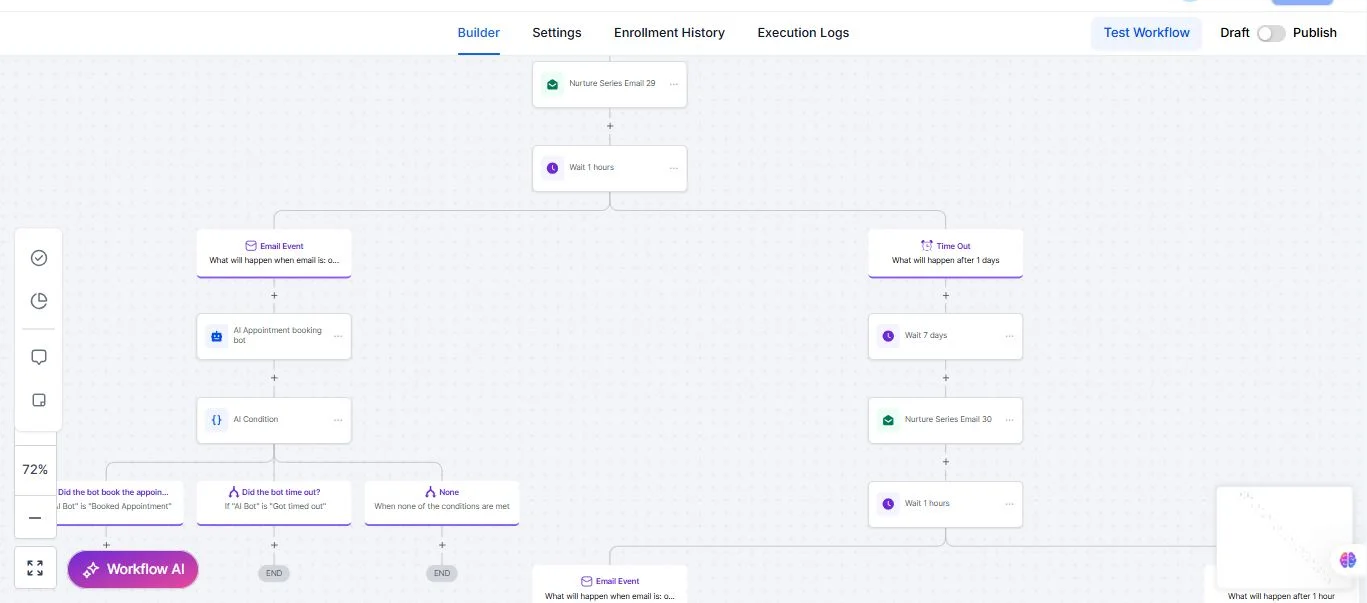 Builder
Settings
Enrollment History
Execution Logs
Test Workflow
Draft
Publish
Nurture Series Email 29
Wait 1 hours
Email Event
What will happen when email is: o...
Time Out
What will happen after 1 days
AI Appointment booking
bot
Wait 7 days
AI Condition
Nurture Series Email 30
72%
Did the bot book the appoin...
AI Bot" is "Booked Appointment"
Did the bot time out?
If "AI Bot" is "Got timed out"
None
When none of the conditions are met
Wait 1 hours
Workflow AI
END
END
Email Event
What will happen when email is: o...
What will happen after 1 hour